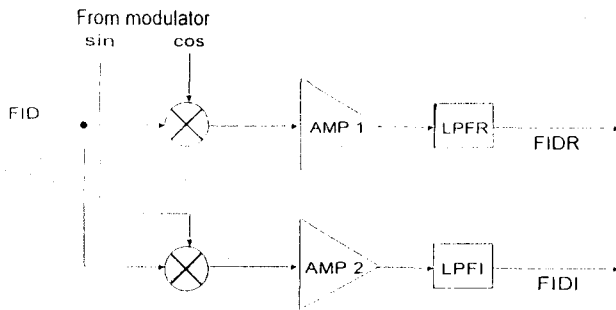 From modulator
sin cos
FID
AMP 1
LPFR
FIDR
AMP 2
LPFI
FIDI